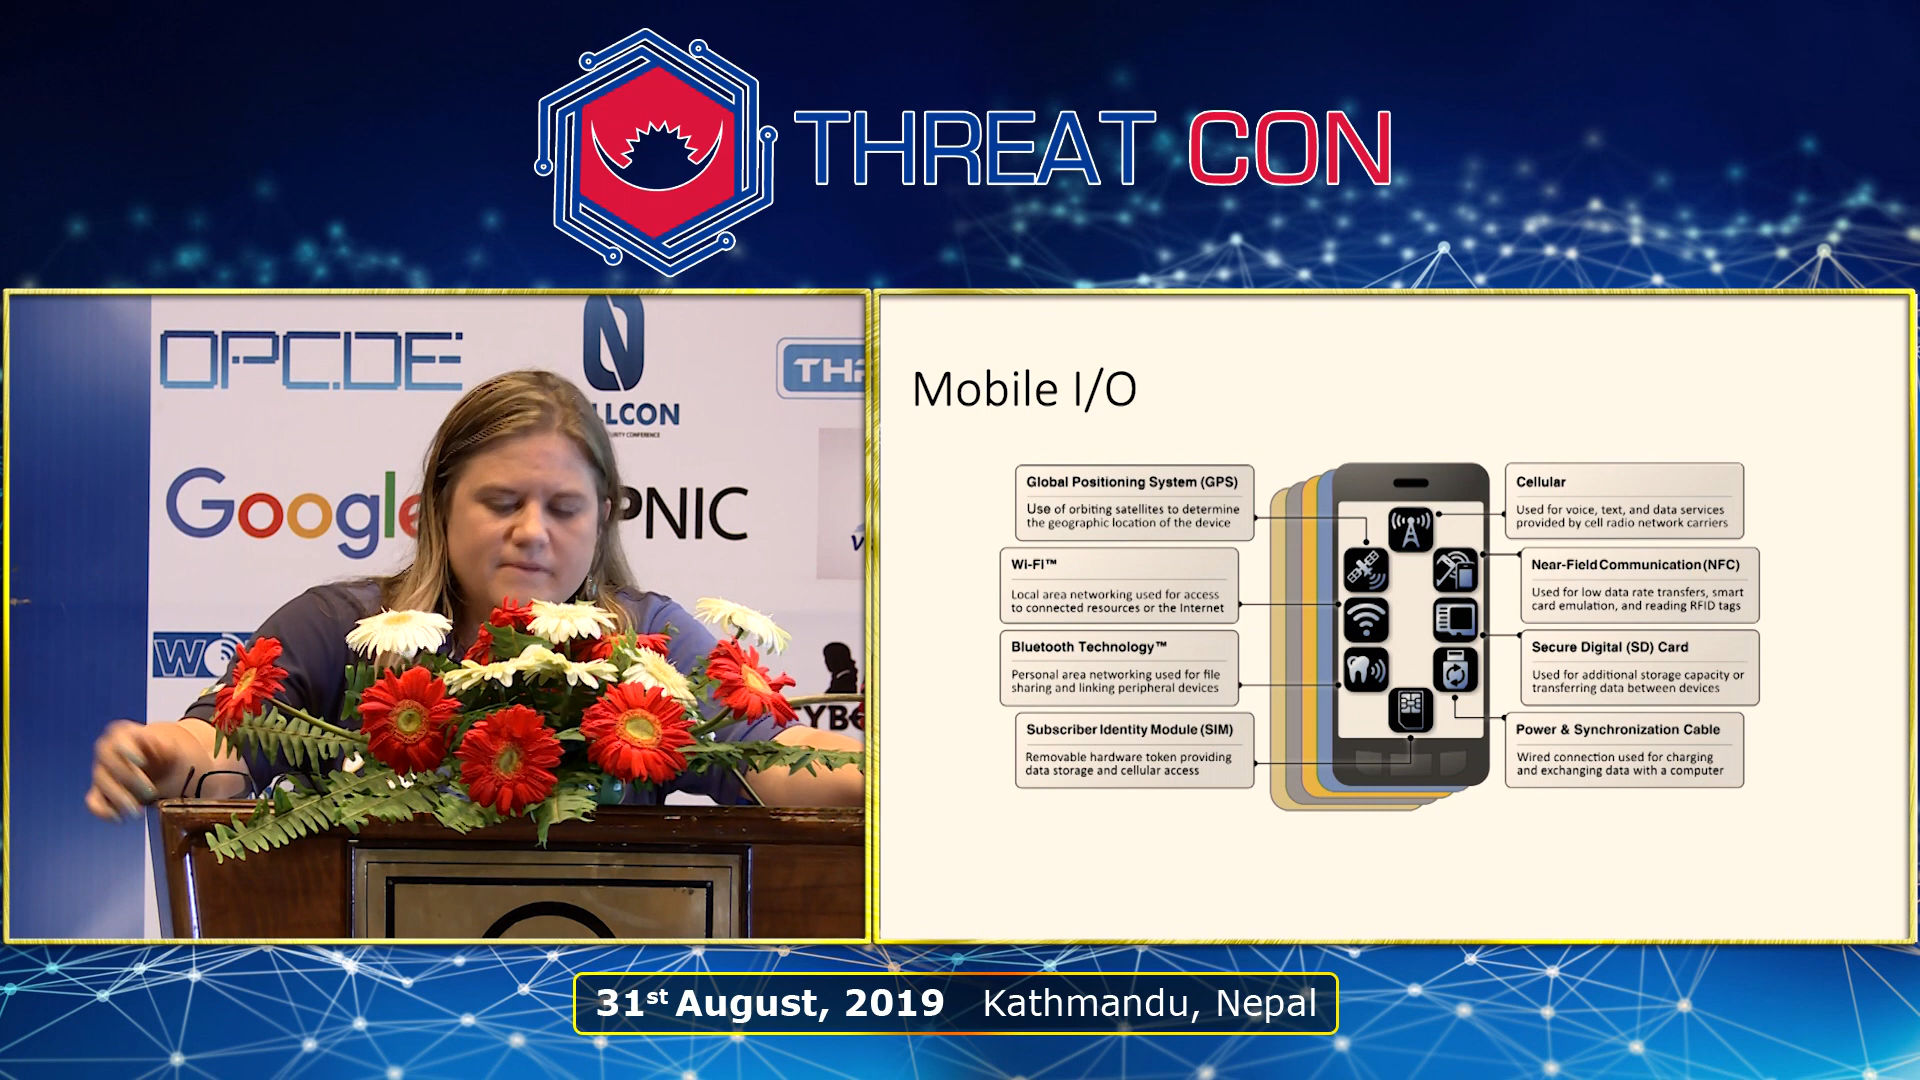 THREAT CON
OPCDE
LLCON
SECURITY CONFERENCE
Google
PNIC
Mobile I/O
Global Positioning System (GPS)
Use of orbiting satellites to determine
the geographic location of the device
Wi-Fi™
Local area networking used for access
to connected resources or the Internet
Bluetooth Technology™
Personal area networking used for file
sharing and linking peripheral devices
Subscriber Identity Module (SIM)
Removable hardware token providing
data storage and cellular access
Cellular
Used for voice, text, and data services
provided by cell radio network carriers
Near-Field Communication (NFC)
Used for low data rate transfers, smart
card emulation, and reading RFID tags
Secure Digital (SD) Card
Used for additional storage capacity or
transferring data between devices
Power & Synchronization Cable
Wired connection used for charging
and exchanging data with a computer
31st August, 2019 Kathmandu, Nepal